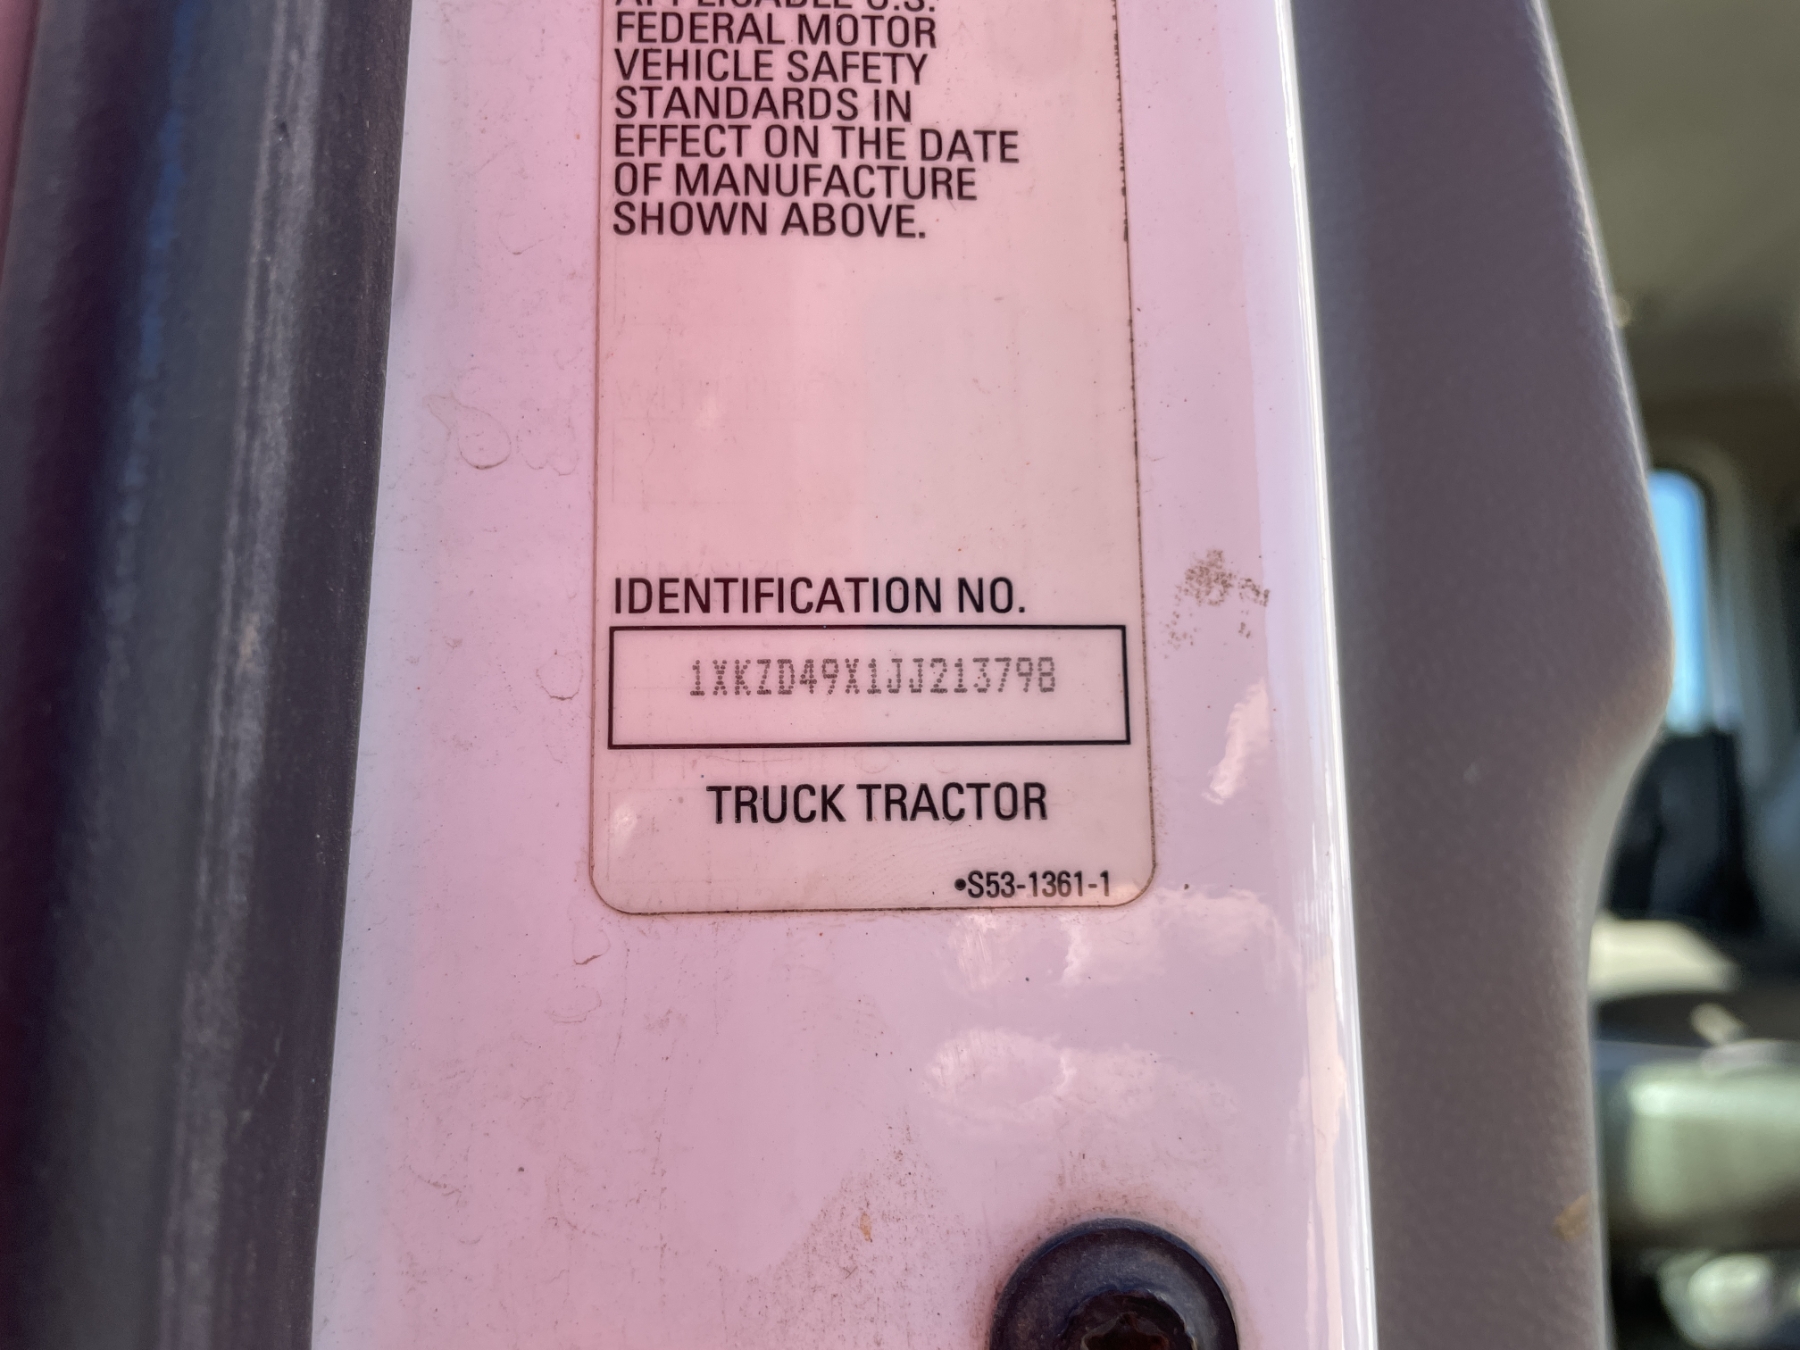 APPLICABLE U.S.
FEDERAL MOTOR
VEHICLE SAFETY
STANDARDS IN
EFFECT ON THE DATE
OF MANUFACTURE
SHOWN ABOVE.
IDENTIFICATION NO.
1XKZD49X1JJ213798
TRUCK TRACTOR
•S53-1361-1